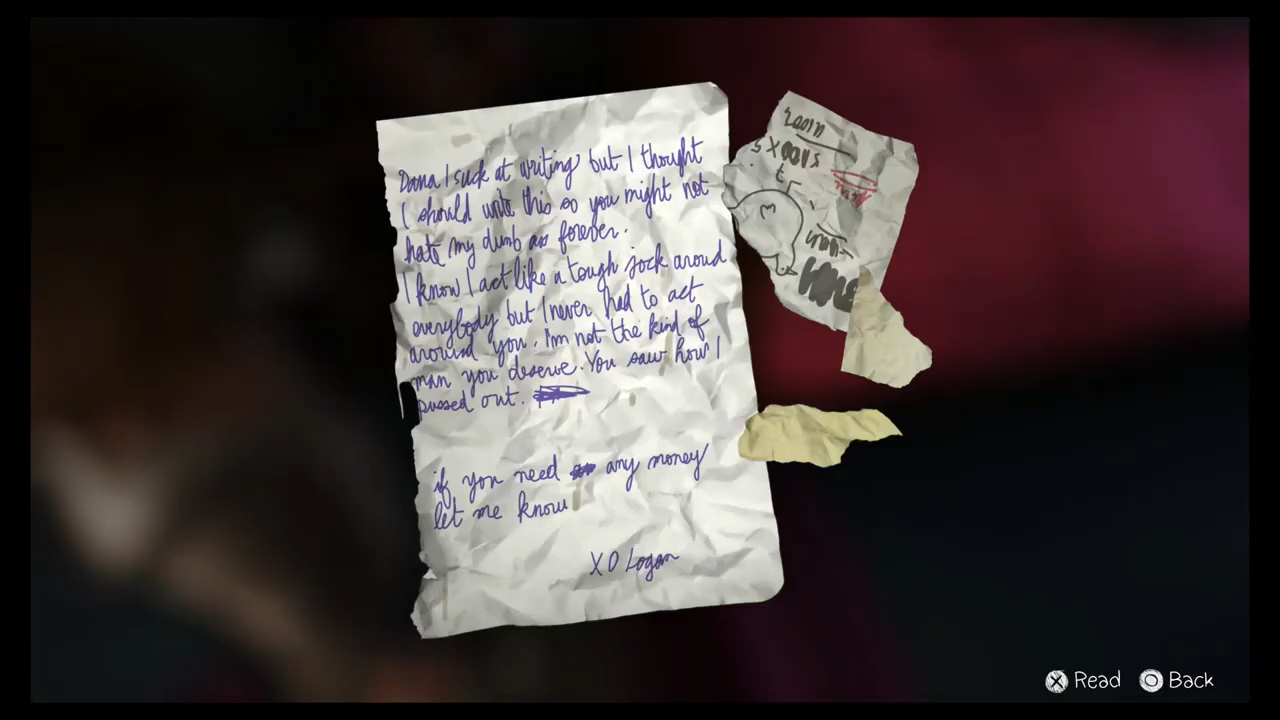 Dana I suck at writing but I thought
I should write this so you might not
hate my dumb ass forever.
I know I act like a tough jock around
everybody but I never had to act
around you. I'm not the kind of
man you deserve. You saw how I
pussed out.
if you need any money
let me know
XO Logan
Read
Back